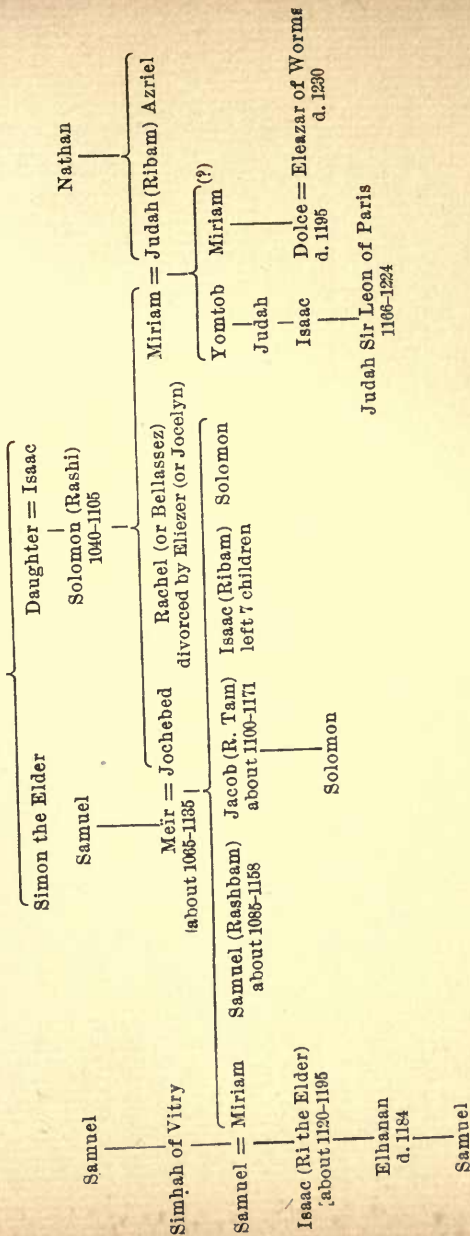 Simon the Elder Daughter = Isaac
Solomon (Rashi)
1040-1105
Nathan
Samuel
Samuel
Meïr = Jochebed
about 1065-1135
Rachel (or Bellassez)
divorced by Eliezer (or Jocelyn)
Miriam = Judah (Ribam) Azriel
Simḥah of Vitry
Samuel = Miriam
Samuel (Rashbam)
about 1085-1158
Jacob (R. Tam)
about 1100-1171
Isaac (Ribam)
left 7 children
Solomon
Yomtob Miriam (?)
Judah
Isaac
Dolce = Eleazar of Worms
d. 1195 d. 1230
Isaac (Ri the Elder)
about 1120-1195
Solomon
Judah Sir Leon of Paris
1166-1224
Elhanan
d. 1184
Samuel